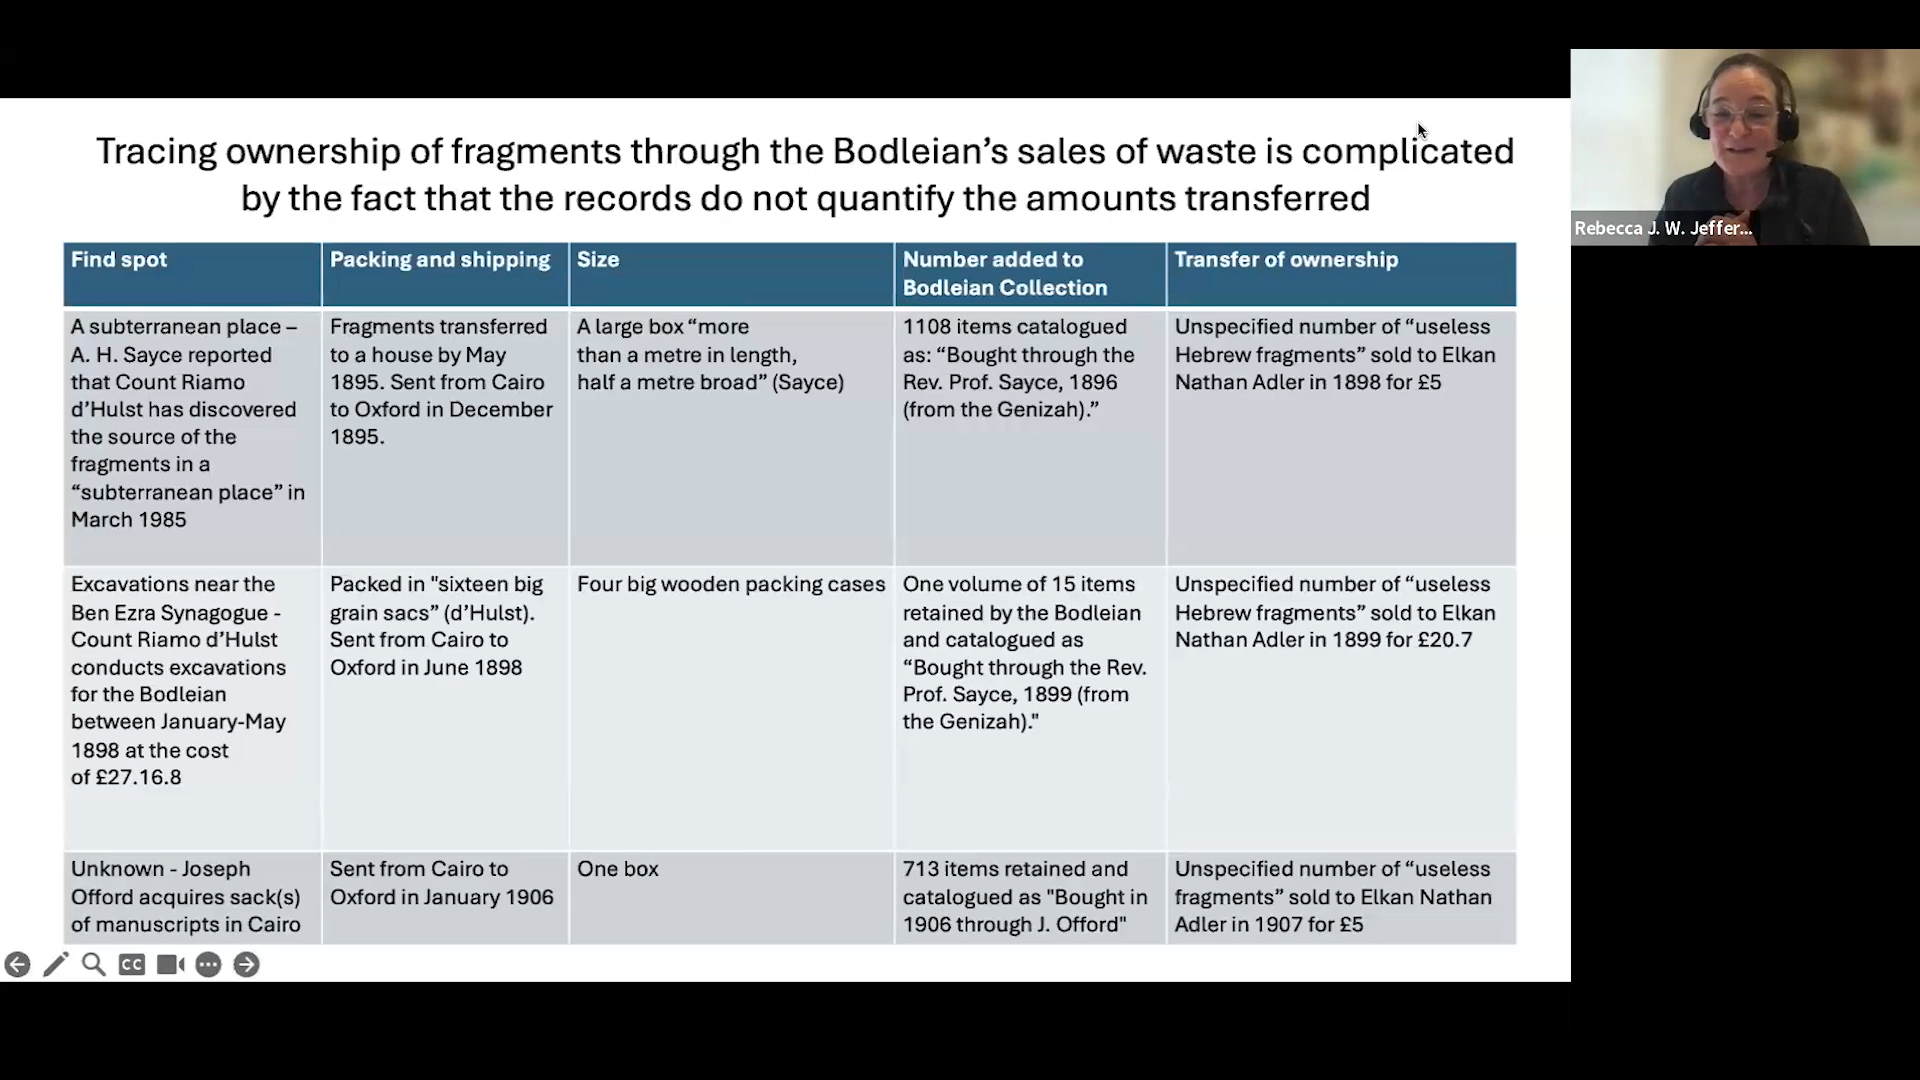 Tracing ownership of fragments through the Bodleian’s sales of waste is complicated
by the fact that the records do not quantify the amounts transferred
Find spot
Packing and shipping
Size
Number added to
Bodleian Collection
Transfer of ownership
A subterranean place –
A. H. Sayce reported
that Count Riamo
d’Hulst has discovered
the source of the
fragments in a
“subterranean place” in
March 1985
Fragments transferred
to a house by May
1895. Sent from Cairo
to Oxford in December
1895.
A large box “more
than a metre in length,
half a metre broad” (Sayce)
1108 items catalogued
as: “Bought through the
Rev. Prof. Sayce, 1896
(from the Genizah).”
Unspecified number of “useless
Hebrew fragments” sold to Elkan
Nathan Adler in 1898 for £5
Excavations near the
Ben Ezra Synagogue -
Count Riamo d’Hulst
conducts excavations
for the Bodleian
between January-May
1898 at the cost
of £27.16.8
Packed in "sixteen big
grain sacs” (d’Hulst).
Sent from Cairo to
Oxford in June 1898
Four big wooden packing cases
One volume of 15 items
retained by the Bodleian
and catalogued as
“Bought through the Rev.
Prof. Sayce, 1899 (from
the Genizah)."
Unspecified number of “useless
Hebrew fragments” sold to Elkan
Nathan Adler in 1899 for £20.7
Unknown - Joseph
Offord acquires sack(s)
of manuscripts in Cairo
Sent from Cairo to
Oxford in January 1906
One box
713 items retained and
catalogued as "Bought in
1906 through J. Offord"
Unspecified number of “useless
fragments” sold to Elkan Nathan
Adler in 1907 for £5
CC
Rebecca J. W. Jeffer...